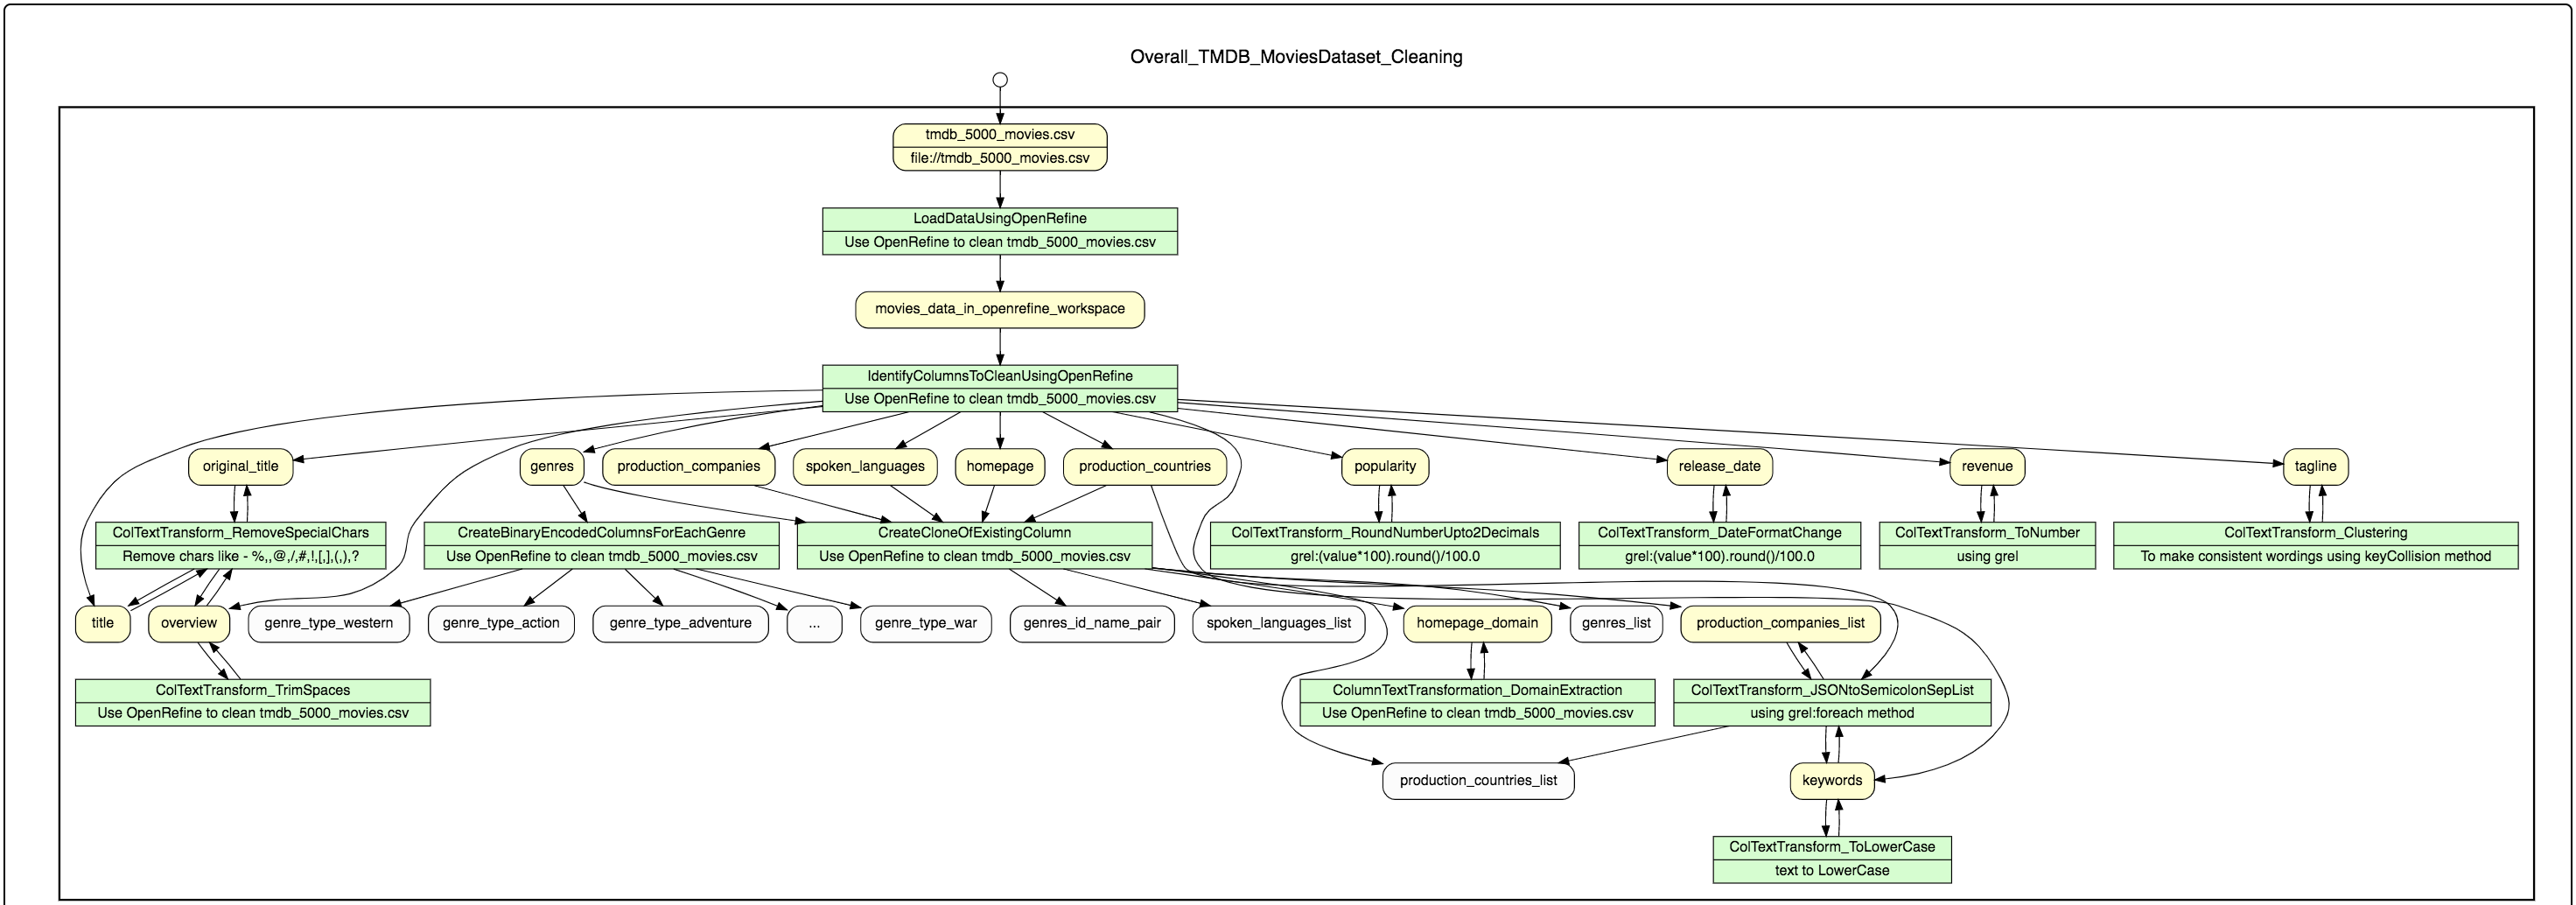 Overall_TMDB_MoviesDataset_Cleaning
tmdb_5000_movies.csv
file://tmdb_5000_movies.csv
LoadDataUsingOpenRefine
Use OpenRefine to clean tmdb_5000_movies.csv
movies_data_in_openrefine_workspace
IdentifyColumnsToCleanUsingOpenRefine
Use OpenRefine to clean tmdb_5000_movies.csv
original_title
genres
production_companies
spoken_languages
homepage
production_countries
popularity
release_date
revenue
tagline
ColTextTransform_RemoveSpecialChars
Remove chars like - %,,@,/,#,!,[,],(,),?
CreateBinaryEncodedColumnsForEachGenre
Use OpenRefine to clean tmdb_5000_movies.csv
CreateCloneOfExistingColumn
Use OpenRefine to clean tmdb_5000_movies.csv
ColTextTransform_RoundNumberUpto2Decimals
grel:(value*100).round()/100.0
ColTextTransform_DateFormatChange
grel:(value*100).round()/100.0
ColTextTransform_ToNumber
using grel
ColTextTransform_Clustering
To make consistent wordings using keyCollision method
title
overview
genre_type_western
genre_type_action
genre_type_adventure
...
genre_type_war
genres_id_name_pair
spoken_languages_list
homepage_domain
genres_list
production_companies_list
ColTextTransform_TrimSpaces
Use OpenRefine to clean tmdb_5000_movies.csv
ColumnTextTransformation_DomainExtraction
Use OpenRefine to clean tmdb_5000_movies.csv
ColTextTransform_JSONtoSemicolonSepList
using grel:foreach method
production_countries_list
keywords
ColTextTransform_ToLowerCase
text to LowerCase